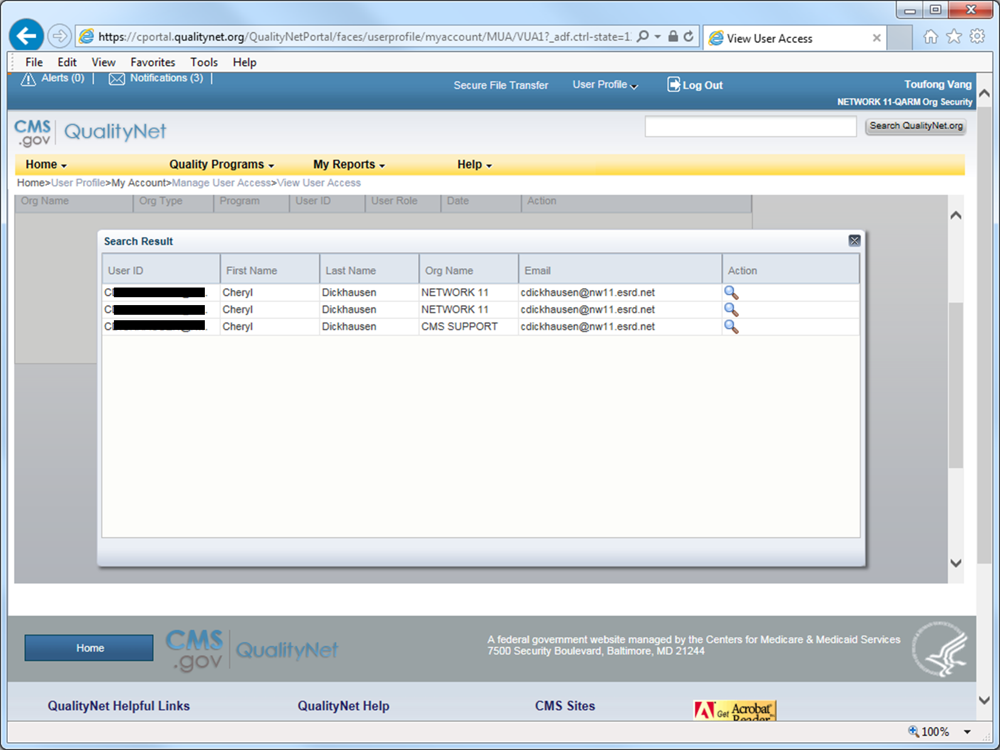 https://cportal.qualitynet.org/QualityNetPortal/faces/userprofile/myaccount/MUA/VUA1?_adf.ctrl-state=1
View User Access
File Edit View Favorites Tools Help
Alerts (0) | Notifications (3) |
Secure File Transfer User Profile Log Out Toufong Vang
NETWORK 11-QARM Org Security
CMS .gov QualityNet
Search QualityNet.org
Home Quality Programs My Reports Help
Home>User Profile>My Account>Manage User Access>View User Access
Org Name Org Type Program User ID User Role Date Action
Search Result
User ID First Name Last Name Org Name Email Action
Cheryl Dickhausen NETWORK 11 cdickhausen@nw11.esrd.net
Cheryl Dickhausen NETWORK 11 cdickhausen@nw11.esrd.net
Cheryl Dickhausen CMS SUPPORT cdickhausen@nw11.esrd.net
Home
CMS .gov QualityNet
A federal government website managed by the Centers for Medicare & Medicaid Services
7500 Security Boulevard, Baltimore, MD 21244
QualityNet Helpful Links QualityNet Help CMS Sites
Get Acrobat
Reader
100%